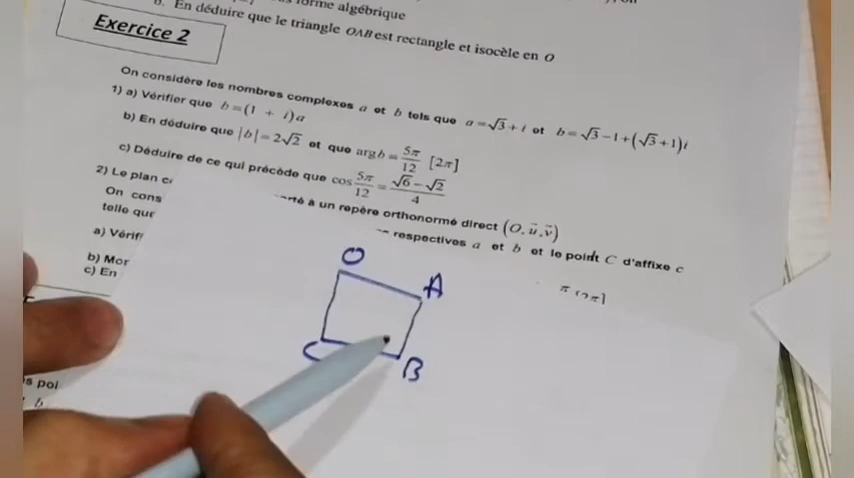 forme algébrique
b. En déduire que le triangle OAB est rectangle et isocèle en O
Exercice 2
On considère les nombres complexes a et b tels que a = √3 + i et b = √3 − 1 + (√3 + 1)i
1) a) Vérifier que b = (1 + i)a
b) En déduire que |b| = 2√2 et que arg b = 5π/12 [2π]
c) Déduire de ce qui précède que cos 5π/12 = (√6 − √2)/4
2) Le plan
rté à un repère orthonormé direct (O, u⃗, v⃗)
On cons
respectives a et b et le point C d'affixe c
telle que
a) Vérif
b) Mor
c) En
π [2π]
O
A
C
B
s poi
b